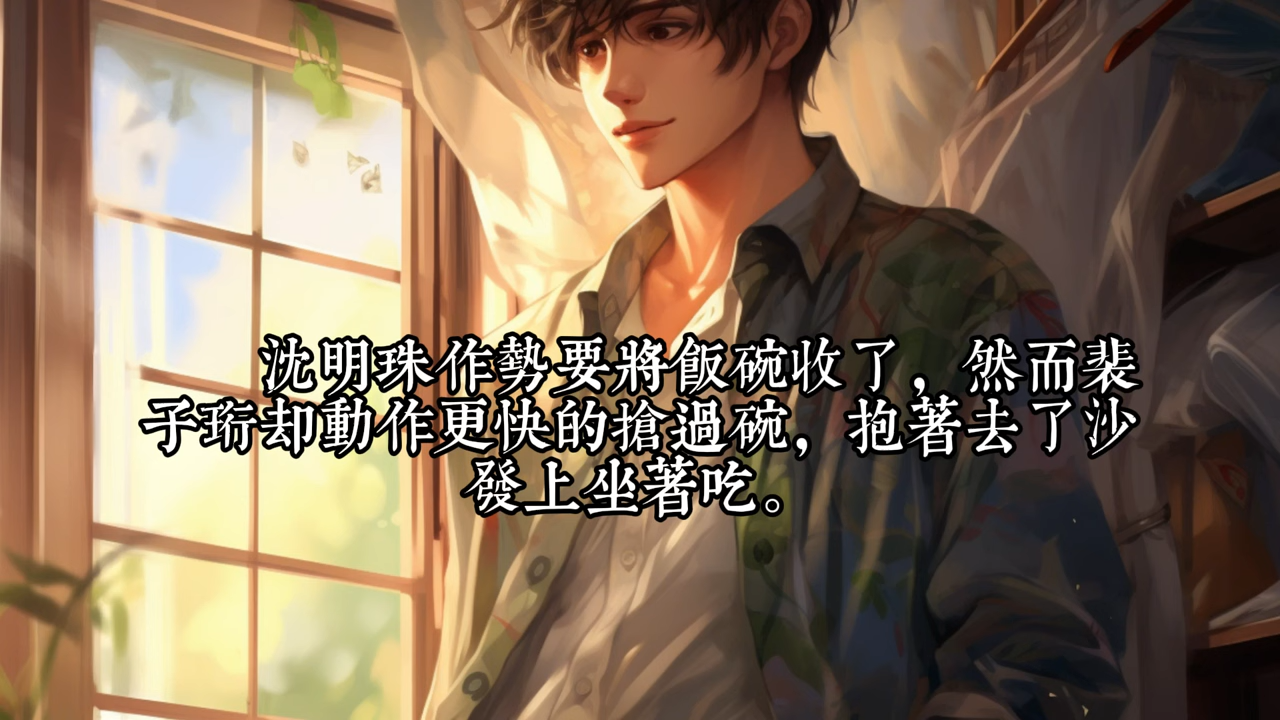 沈明珠作勢要將飯碗收了，然而裴
子珩却動作更快的搶過碗，抱著去了沙
發上坐著吃。